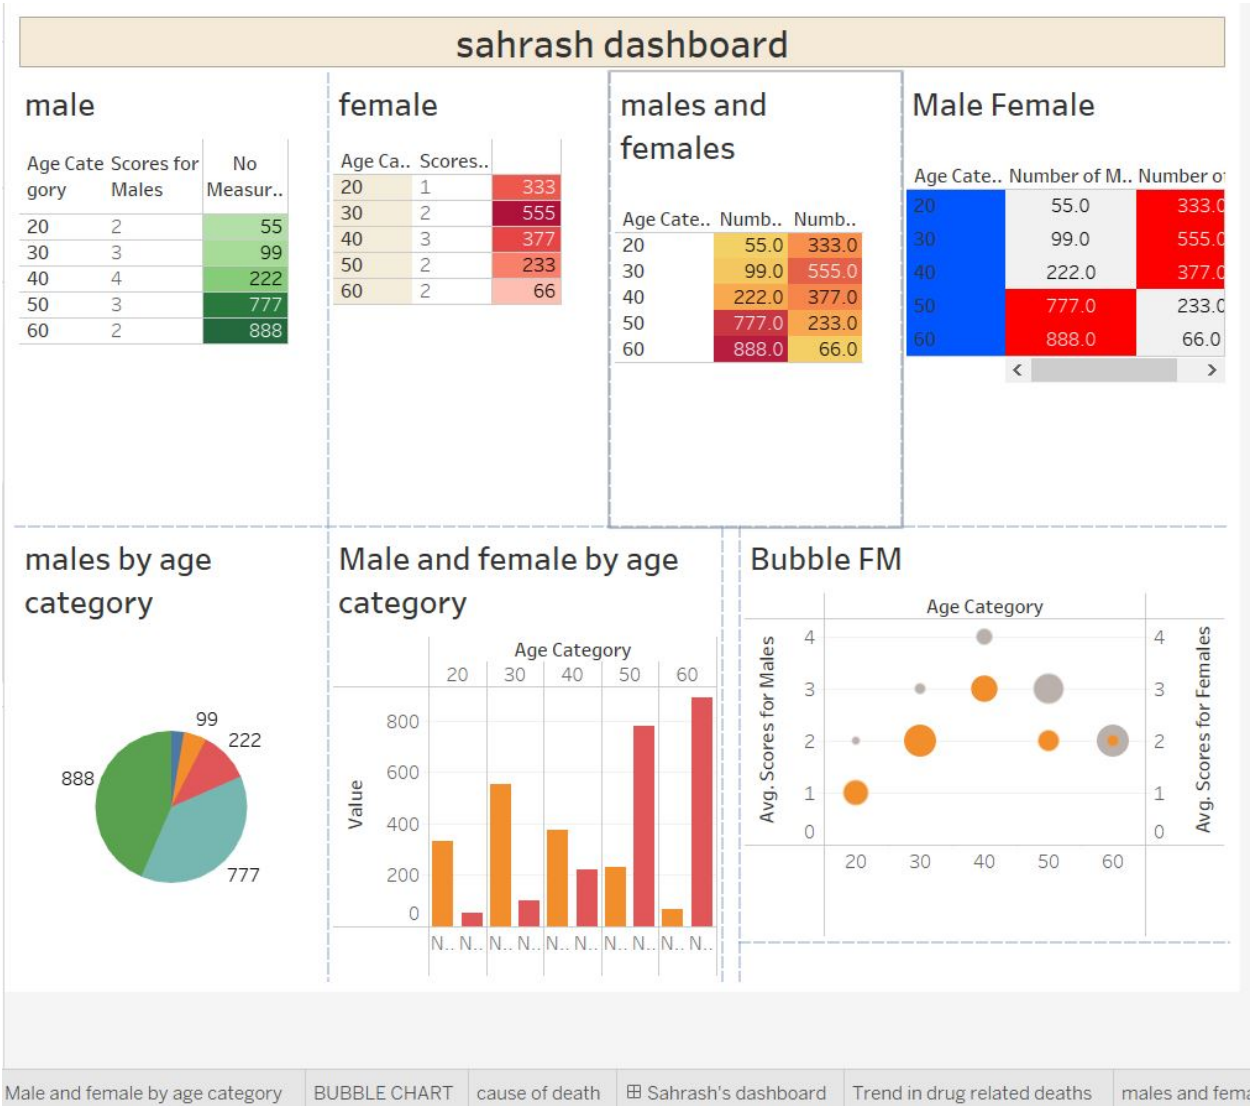 sahrash dashboard
male
Age Cate Scores for No
gory Males Measur..
20 2 55
30 3 99
40 4 222
50 3 777
60 2 888
female
Age Ca.. Scores..
20 1 333
30 2 555
40 3 377
50 2 233
60 2 66
males and
females
Age Cate.. Numb.. Numb..
20 55.0 333.0
30 99.0 555.0
40 222.0 377.0
50 777.0 233.0
60 888.0 66.0
Male Female
Age Cate.. Number of M.. Number of
20 55.0 333.0
30 99.0 555.0
40 222.0 377.0
50 777.0 233.0
60 888.0 66.0
males by age
category
99
222
888
777
Male and female by age
category
Age Category
20 30 40 50 60
Value
800
600
400
200
0
N.. N.. N.. N.. N.. N.. N.. N.. N.. N..
Bubble FM
Age Category
Avg. Scores for Males
4
3
2
1
0
4
3
2
1
0
Avg. Scores for Females
20 30 40 50 60
Male and female by age category BUBBLE CHART cause of death Sahrash's dashboard Trend in drug related deaths males and fema